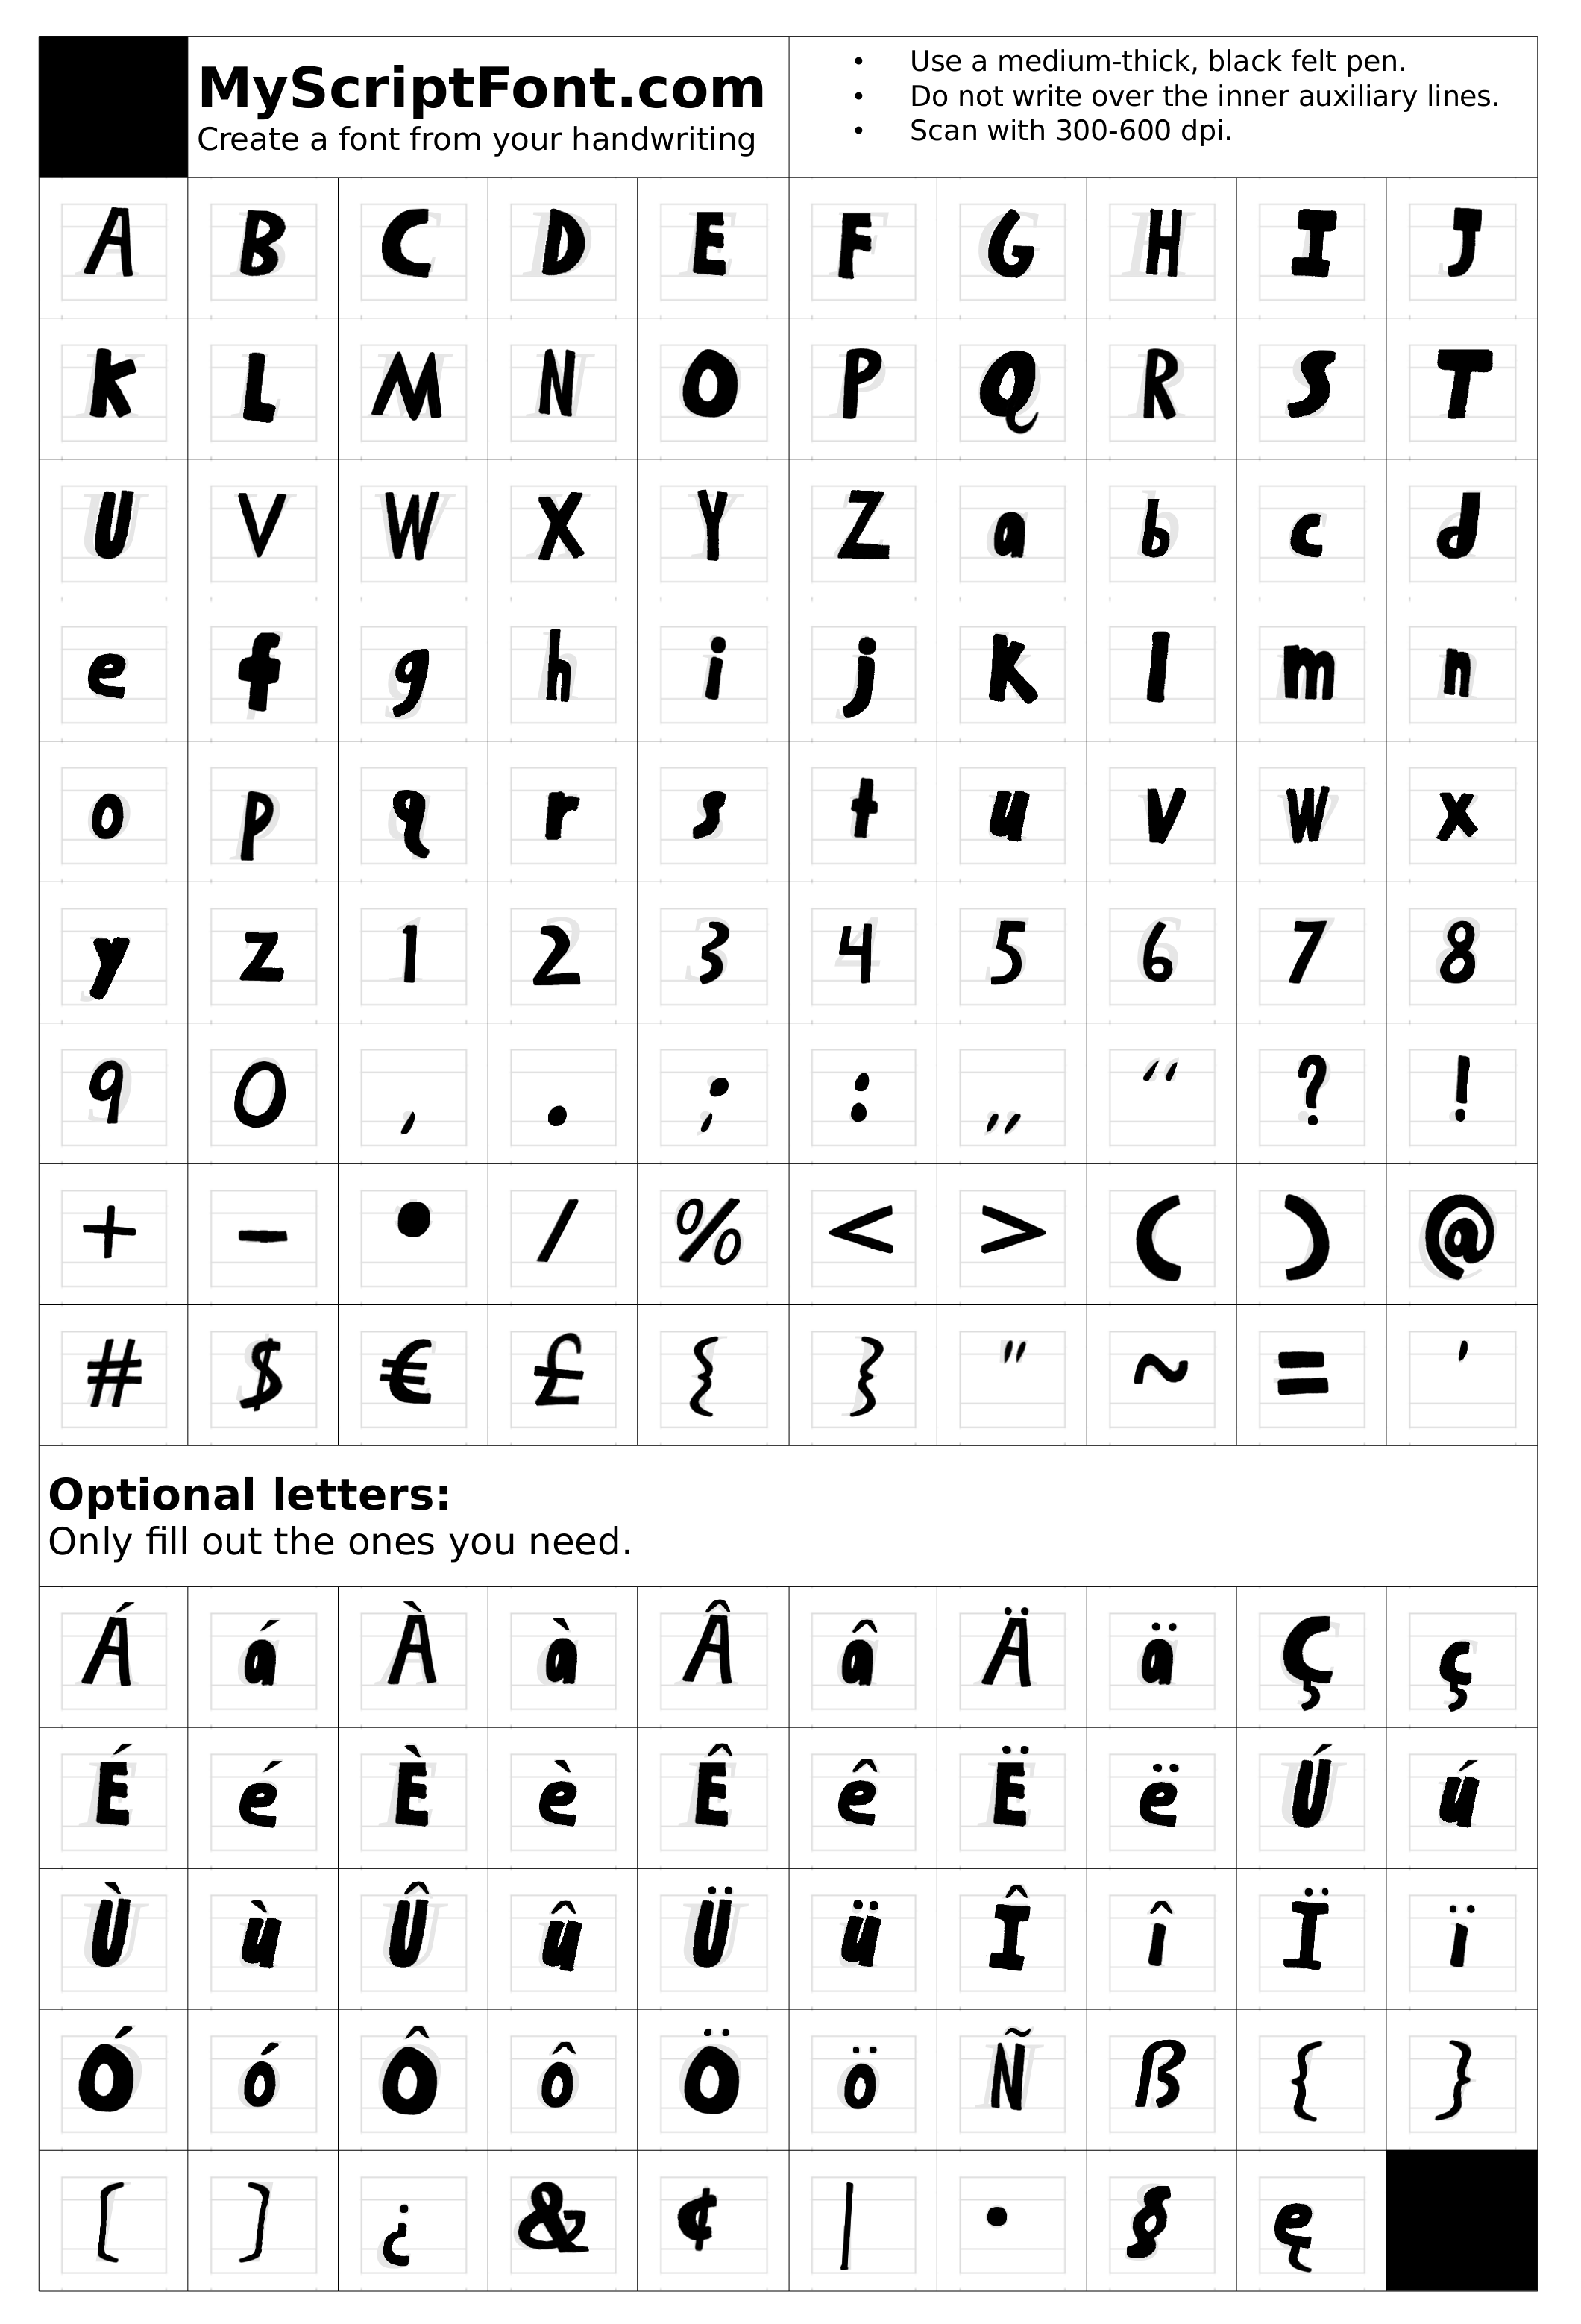 MyScriptFont.com
Create a font from your handwriting
• Use a medium-thick, black felt pen.
• Do not write over the inner auxiliary lines.
• Scan with 300-600 dpi.
A B C D E F G H I J
K L M N O P Q R S T
U V W X Y Z a b c d
e f g h i j k l m n
o p q r s t u v w x
y z 1 2 3 4 5 6 7 8
9 0 , . ; : „ “ ? !
+ - • / % < > ( ) @
# $ € £ { } " ~ = '
Optional letters:
Only fill out the ones you need.
Á á À à Â â Ä ä Ç ç
É é È è Ê ê Ë ë Ú ú
Ù ù Û û Ü ü Î î Ï ï
Ó ó Ô ô Ö ö Ñ ß { }
[ ] ¿ & ¢ | · § ę